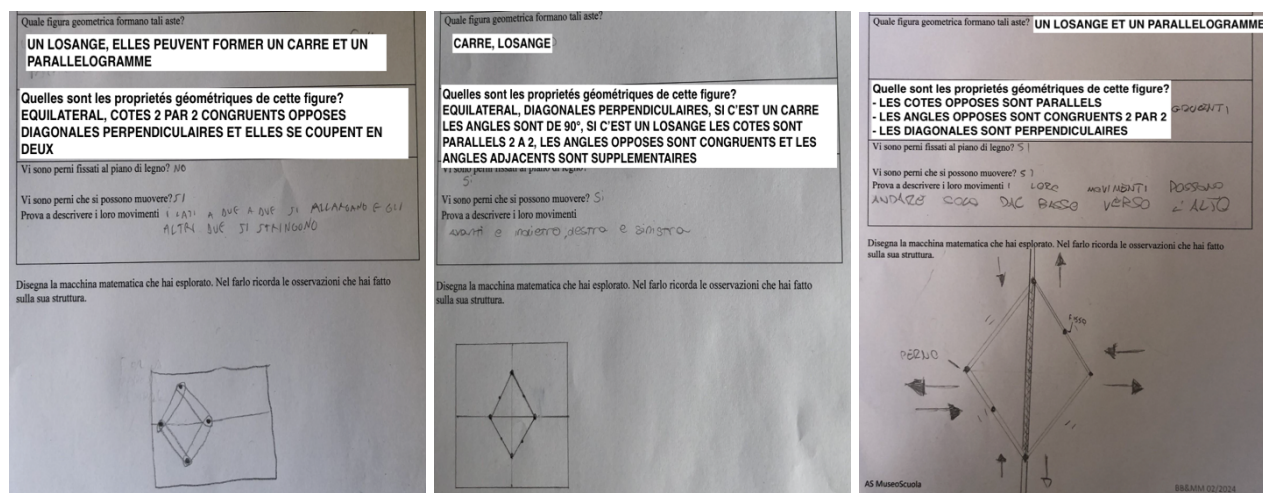 Quale figura geometrica formano tali aste?
UN LOSANGE, ELLES PEUVENT FORMER UN CARRE ET UN
PARALLELOGRAMME
Quelles sont les proprietés géométriques de cette figure?
EQUILATERAL, COTES 2 PAR 2 CONGRUENTS OPPOSES
DIAGONALES PERPENDICULAIRES ET ELLES SE COUPENT EN
DEUX
Vi sono perni fissati al piano di legno? NO
Vi sono perni che si possono muovere? SI
Prova a descrivere i loro movimenti I LATI A DUE A DUE SI ALLARGANO E GLI
ALTRI DUE SI STRINGONO
Disegna la macchina matematica che hai esplorato. Nel farlo ricorda le osservazioni che hai fatto
sulla sua struttura.
Quale figura geometrica formano tali aste?
CARRE, LOSANGE
Quelles sont les proprietés géométriques de cette figure?
EQUILATERAL, DIAGONALES PERPENDICULAIRES, SI C'EST UN CARRE
LES ANGLES SONT DE 90°, SI C'EST UN LOSANGE LES COTES SONT
PARALLELS 2 A 2, LES ANGLES OPPOSES SONT CONGRUENTS ET LES
ANGLES ADJACENTS SONT SUPPLEMENTAIRES
Vi sono perni fissati al piano di legno?
Si
Vi sono perni che si possono muovere? Si
Prova a descrivere i loro movimenti
avanti e indietro, destra e sinistra
Disegna la macchina matematica che hai esplorato. Nel farlo ricorda le osservazioni che hai fatto
sulla sua struttura.
Quale figura geometrica formano tali aste? UN LOSANGE ET UN PARALLELOGRAMME
Quelles sont les proprietés géométriques de cette figure?
- LES COTES OPPOSES SONT PARALLELS
- LES ANGLES OPPOSES SONT CONGRUENTS 2 PAR 2
- LES DIAGONALES SONT PERPENDICULAIRES
Vi sono perni fissati al piano di legno? SI
Vi sono perni che si possono muovere? SI
Prova a descrivere i loro movimenti I LORO MOVIMENTI POSSONO
ANDARE SOLO DAL BASSO VERSO L'ALTO
Disegna la macchina matematica che hai esplorato. Nel farlo ricorda le osservazioni che hai fatto
sulla sua struttura.
FISSO
PERNO
AS MuseoScuola
BB&MM 02/2024